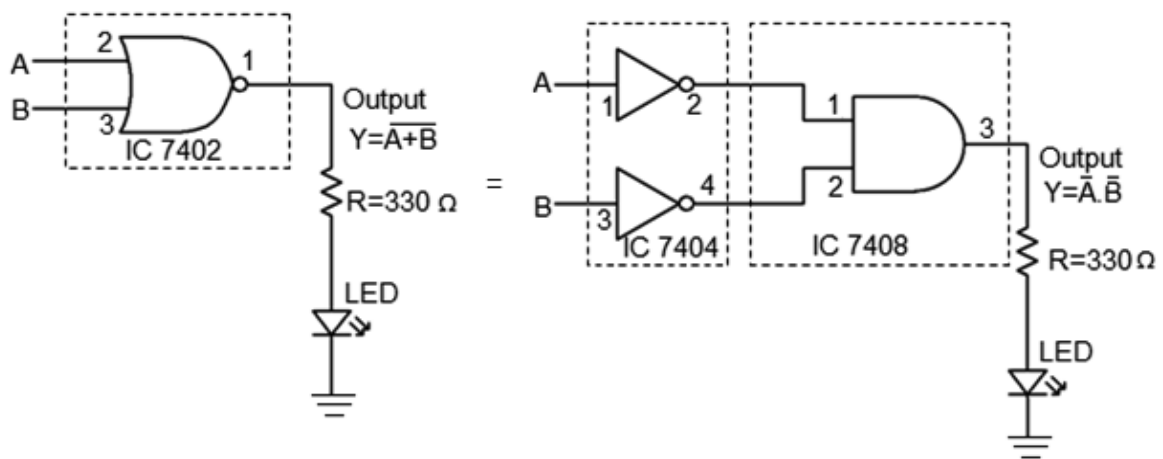 A
B
2
3
1
IC 7402
Output
Y=A̅+̅B̅
R=330 Ω
LED
=
A
B
1
2
3
4
IC 7404
1
2
3
IC 7408
Output
Y=A̅.B̅
R=330 Ω
LED